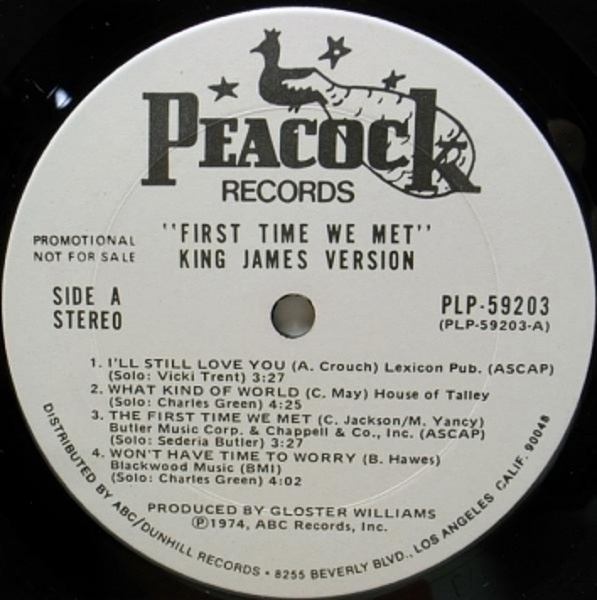 PEACOCK
RECORDS
"FIRST TIME WE MET"
KING JAMES VERSION
PROMOTIONAL
NOT FOR SALE
SIDE A
STEREO
PLP-59203
(PLP-59203-A)
1. I'LL STILL LOVE YOU (A. Crouch) Lexicon Pub. (ASCAP)
(Solo: Vicki Trent) 3:27
2. WHAT KIND OF WORLD (C. May) House of Talley
(Solo: Charles Green) 4:25
3. THE FIRST TIME WE MET (C. Jackson/M. Yancy)
Butler Music Corp. & Chappell & Co., Inc. (ASCAP)
(Solo: Sederia Butler) 3:27
4. WON'T HAVE TIME TO WORRY (B. Hawes)
Blackwood Music (BMI)
(Solo: Charles Green) 4:02
PRODUCED BY GLOSTER WILLIAMS
Ⓟ1974, ABC Records, Inc.
DISTRIBUTED BY ABC/DUNHILL RECORDS • 8255 BEVERLY BLVD., LOS ANGELES CALIF. 90048